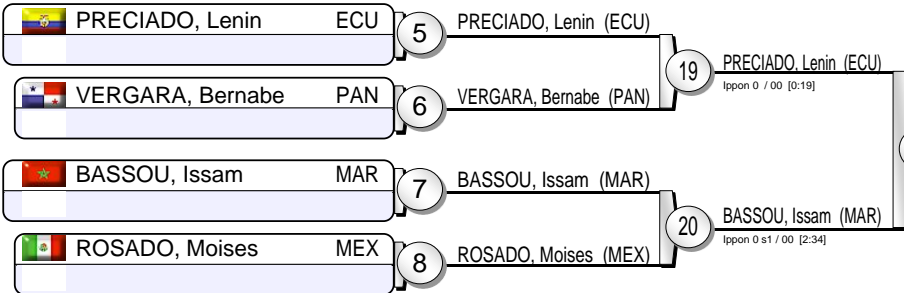 PRECIADO, Lenin ECU
5
PRECIADO, Lenin (ECU)
VERGARA, Bernabe PAN
6
VERGARA, Bernabe (PAN)
19
PRECIADO, Lenin (ECU)
Ippon 0 / 00 [0:19]
BASSOU, Issam MAR
7
BASSOU, Issam (MAR)
ROSADO, Moises MEX
8
ROSADO, Moises (MEX)
20
BASSOU, Issam (MAR)
Ippon 0 s1 / 00 [2:34]